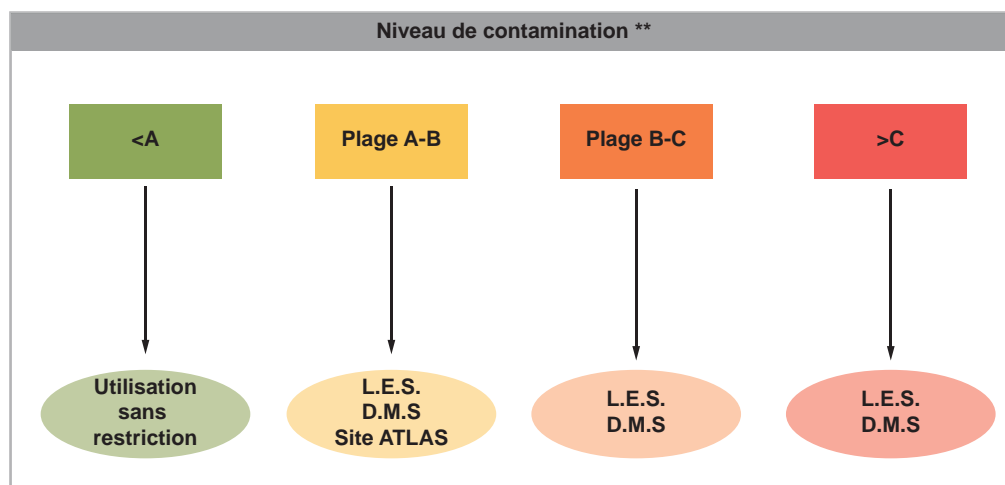 Niveau de contamination **
<A
Plage A-B
Plage B-C
>C
Utilisation
sans
restriction
L.E.S.
D.M.S
Site ATLAS
L.E.S.
D.M.S
L.E.S.
D.M.S